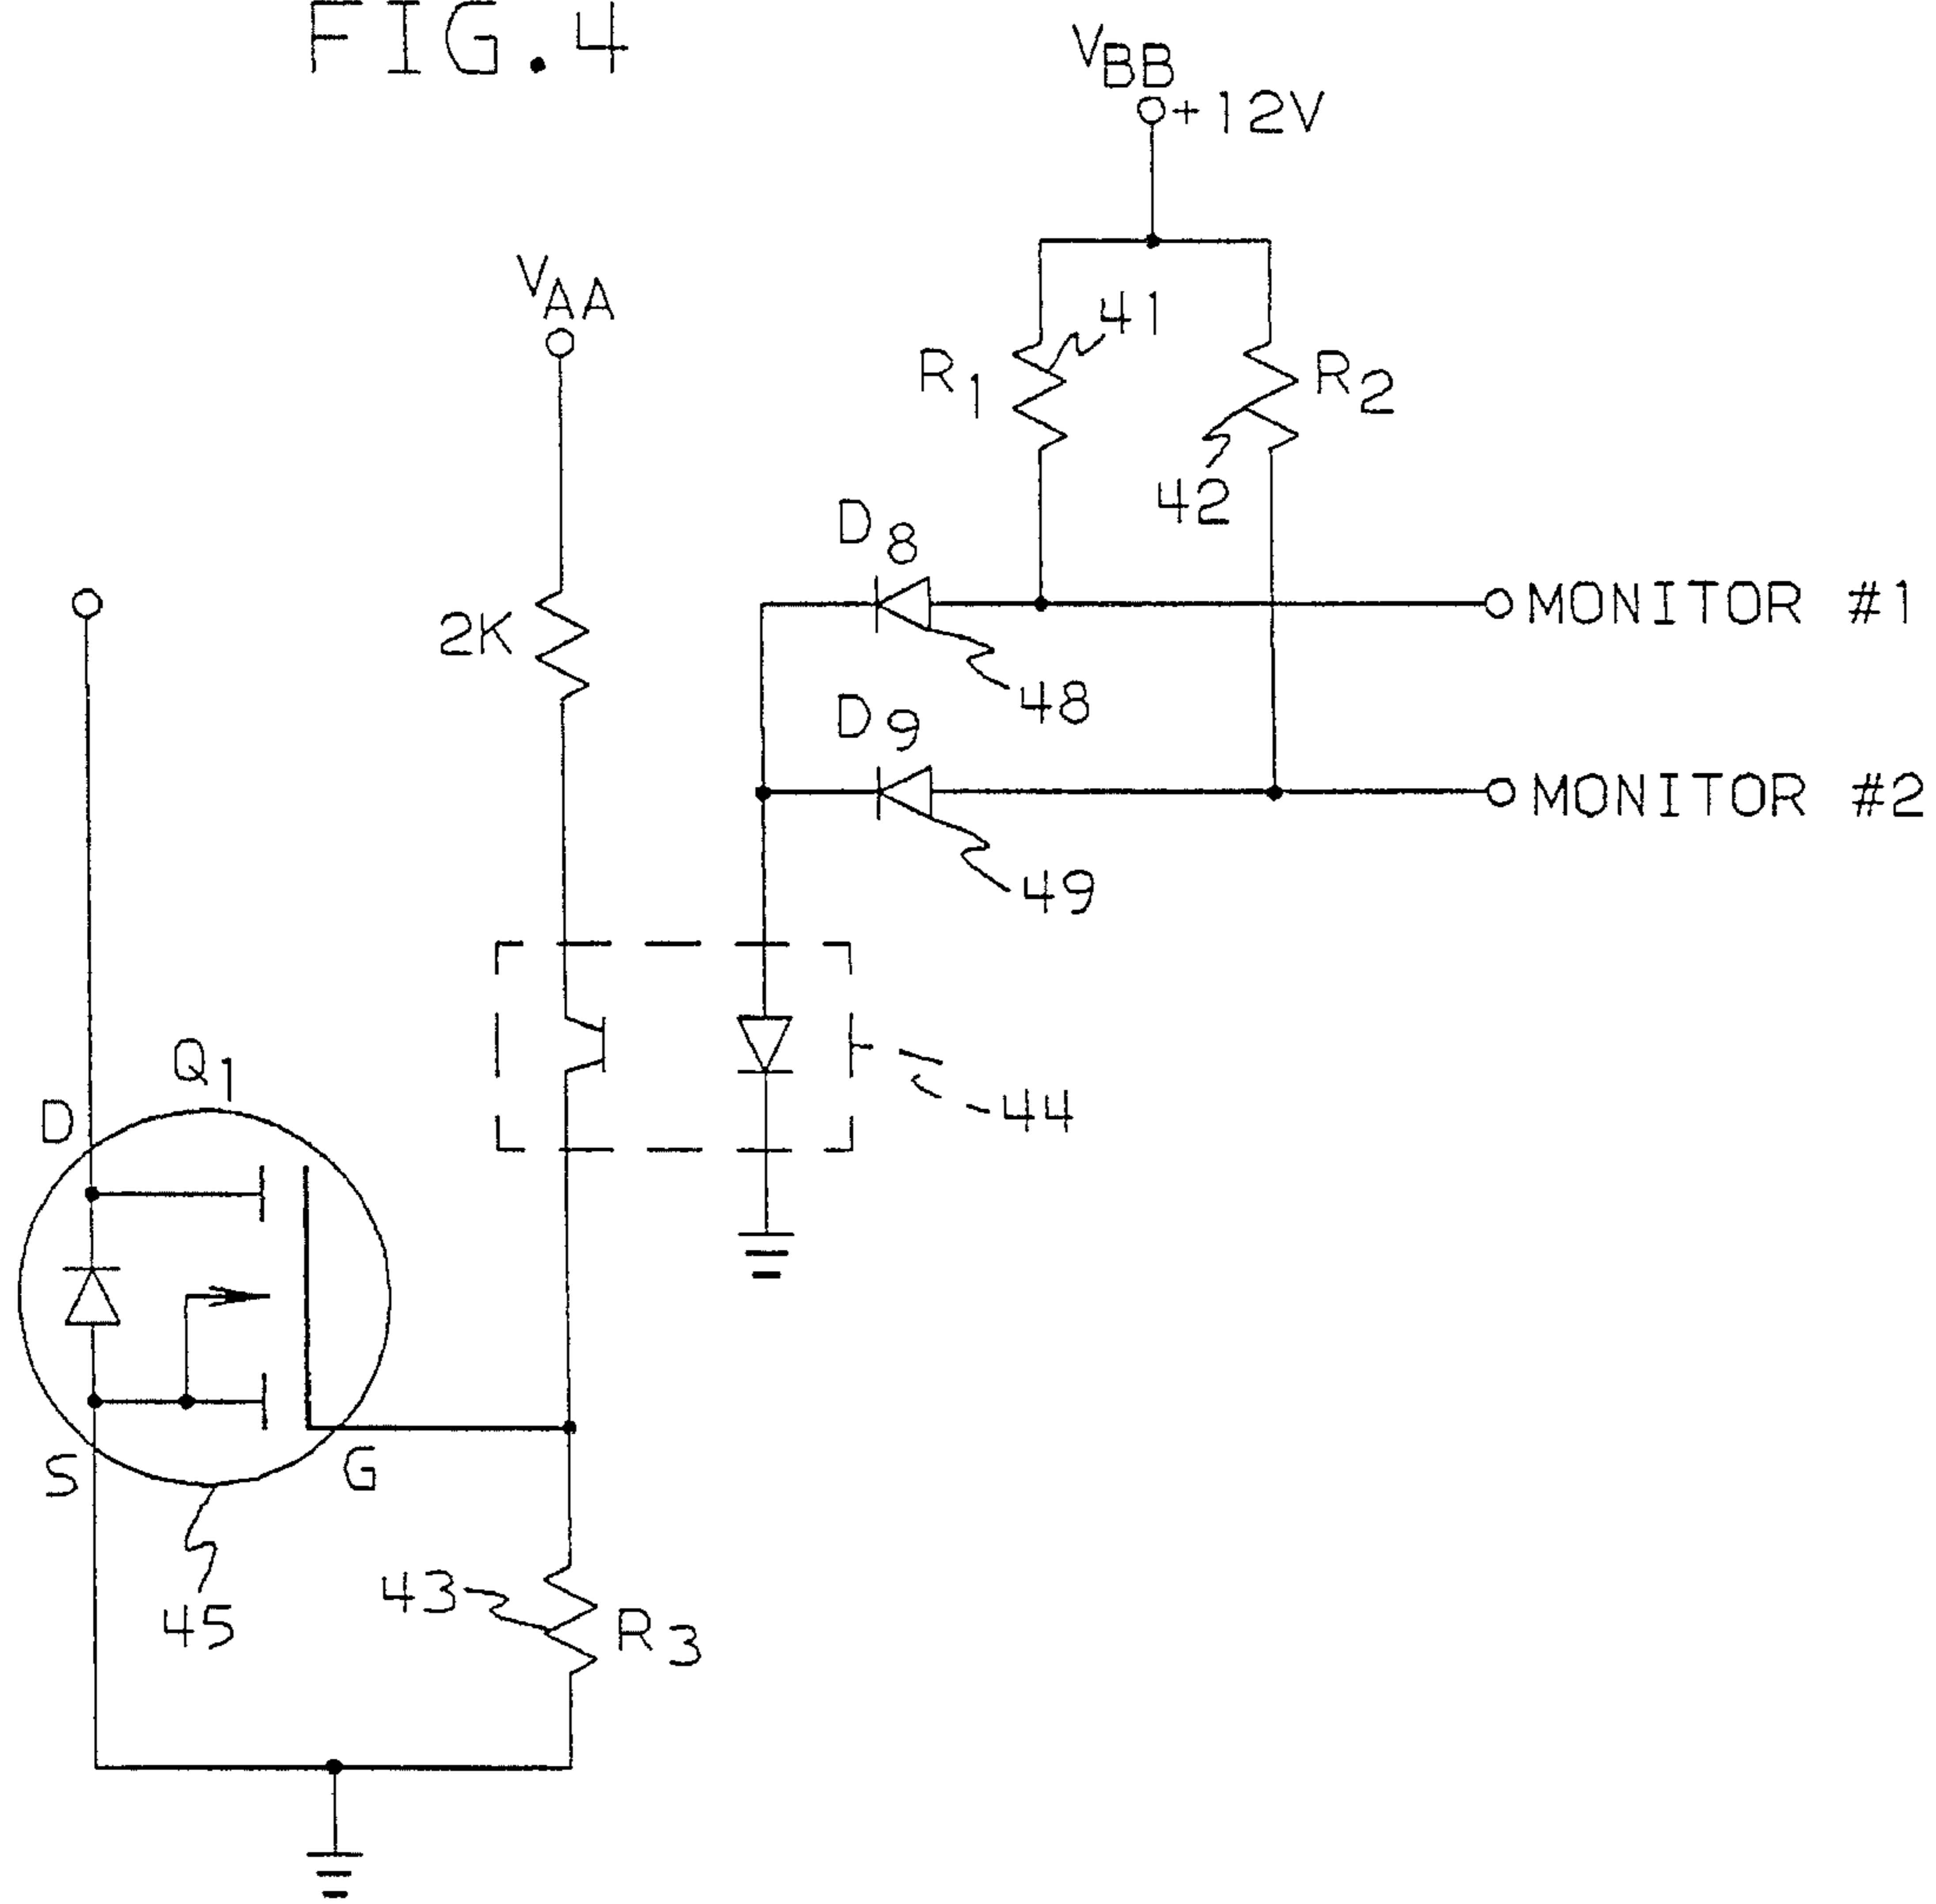 FIG.4
VBB
+12V
VAA
41
R1
R2
42
D8
MONITOR #1
2K
48
D9
MONITOR #2
49
Q1
44
D
S
G
43
R3
45